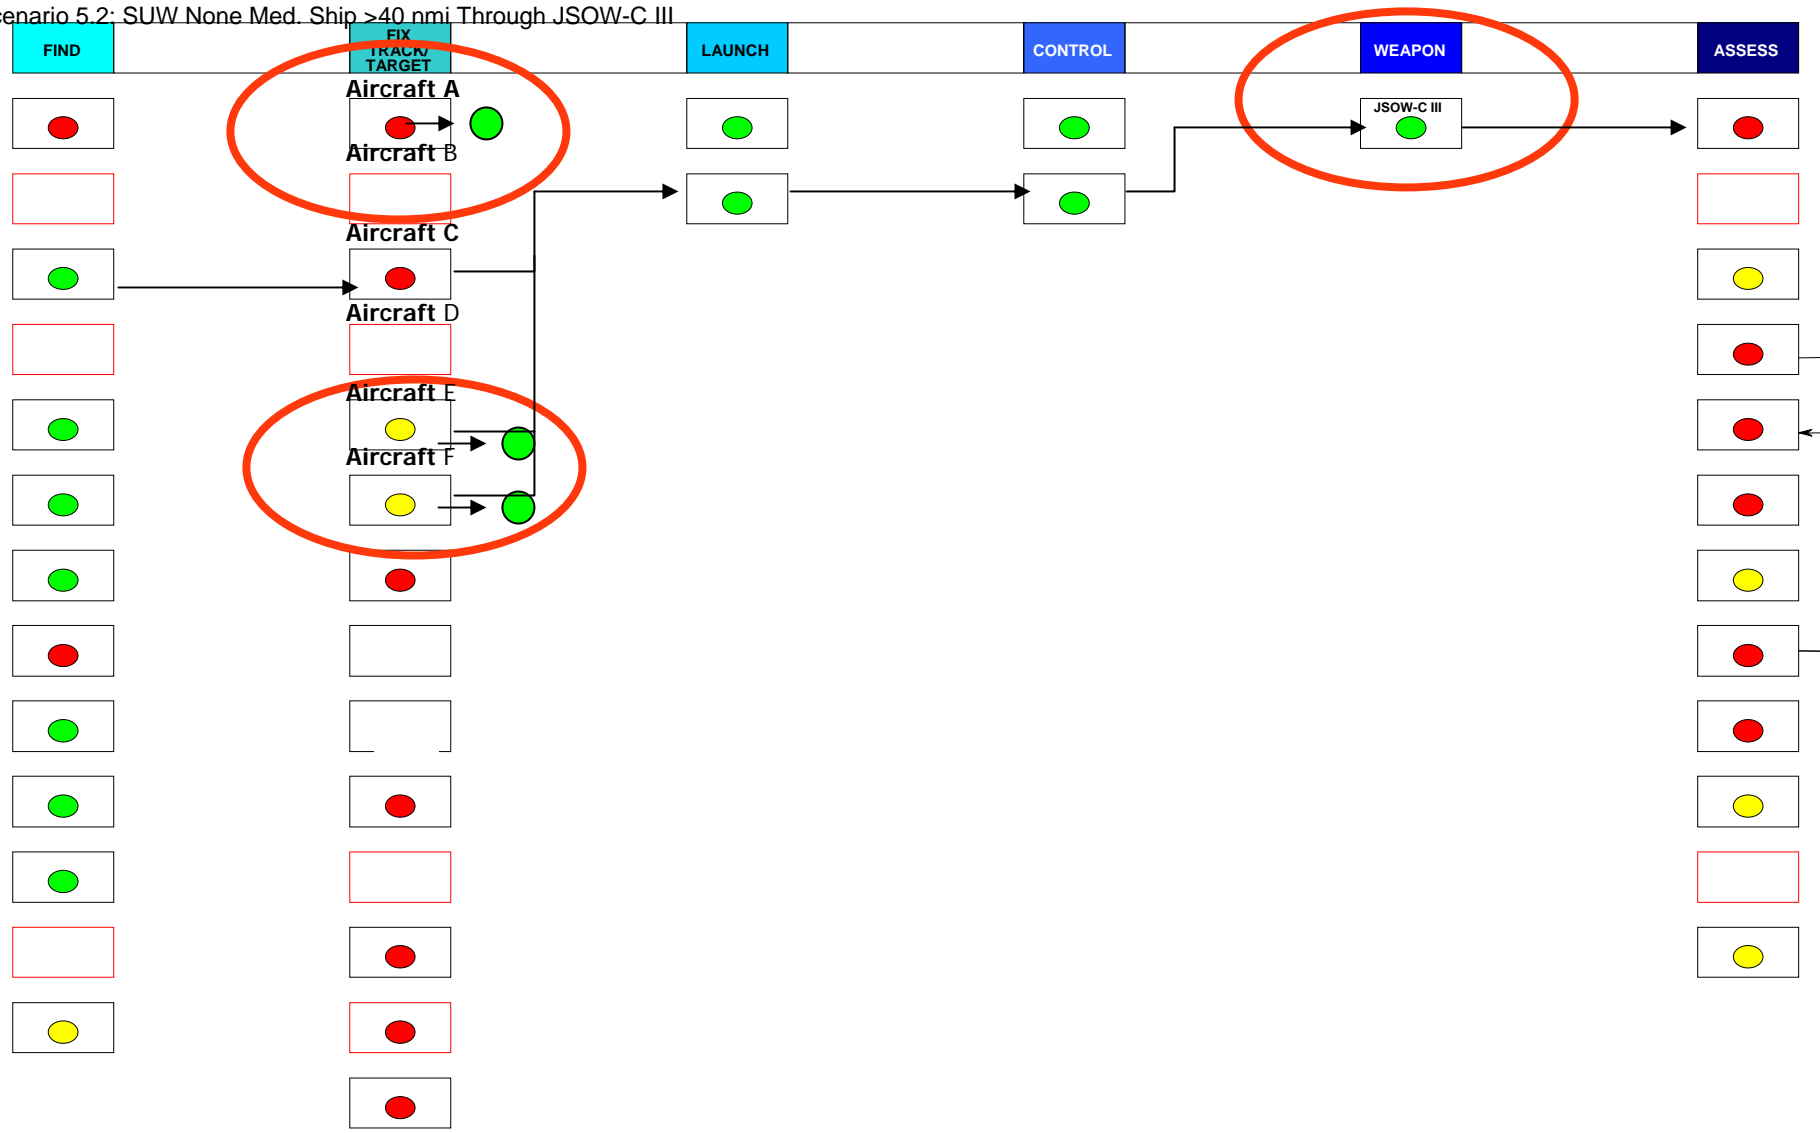 cenario 5.2: SUW None Med. Ship >40 nmi Through JSOW-C III
FIND
FIX
TRACK/
TARGET
LAUNCH
CONTROL
WEAPON
ASSESS
Aircraft A
JSOW-C III
Aircraft B
Aircraft C
Aircraft D
Aircraft E
Aircraft F